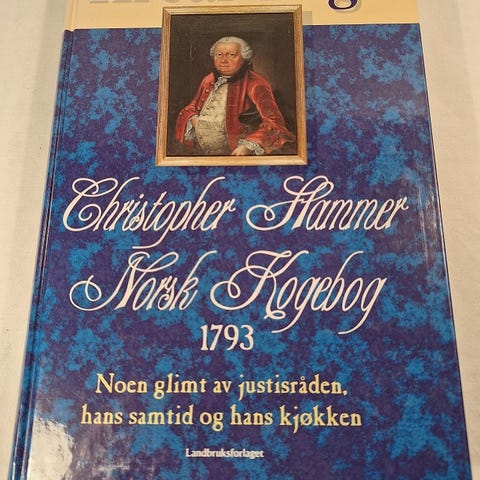 Christopher Hammer
Norsk Kogebog
1793
Noen glimt av justisråden,
hans samtid og hans kjøkken
Landbruksforlaget